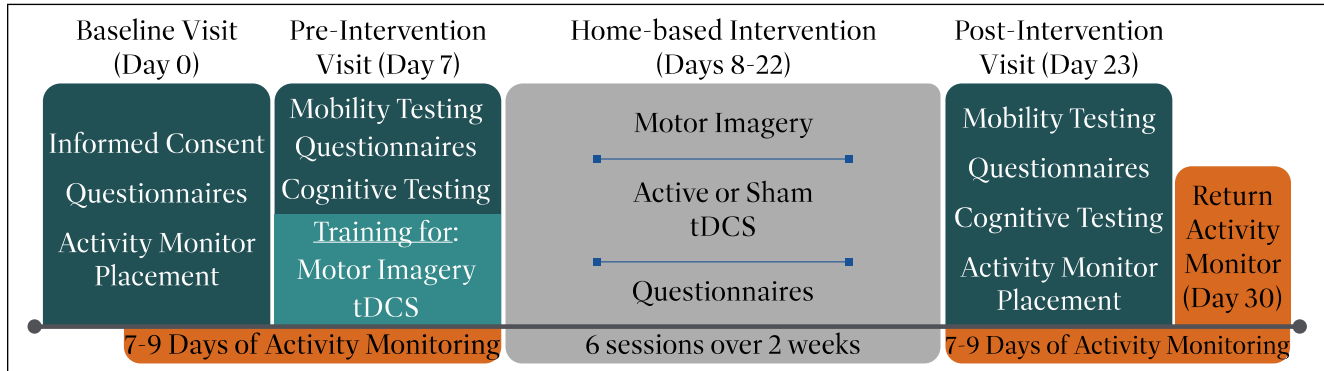 Baseline Visit
(Day 0)
Informed Consent
Questionnaires
Activity Monitor
Placement
Pre-Intervention
Visit (Day 7)
Mobility Testing
Questionnaires
Cognitive Testing
Training for:
Motor Imagery
tDCS
7-9 Days of Activity Monitoring
Home-based Intervention
(Days 8-22)
Motor Imagery
Active or Sham
tDCS
Questionnaires
6 sessions over 2 weeks
Post-Intervention
Visit (Day 23)
Mobility Testing
Questionnaires
Cognitive Testing
Activity Monitor
Placement
Return
Activity
Monitor
(Day 30)
7-9 Days of Activity Monitoring